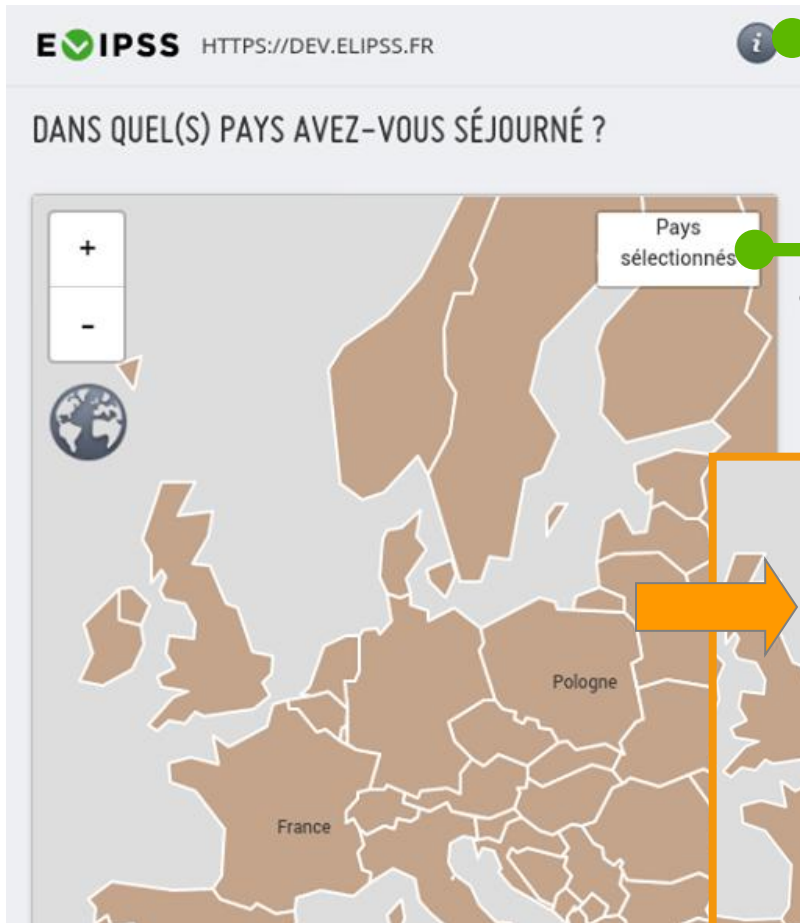 ELIPSS HTTPS://DEV.ELIPSS.FR
i
DANS QUEL(S) PAYS AVEZ-VOUS SÉJOURNÉ ?
+
-
Pays
sélectionnés
Pologne
France